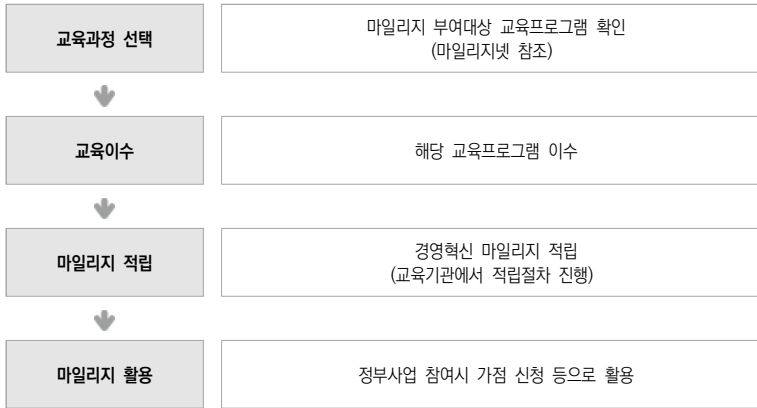 교육과정 선택
마일리지 부여대상 교육프로그램 확인
(마일리지넷 참조)
교육이수
해당 교육프로그램 이수
마일리지 적립
경영혁신 마일리지 적립
(교육기관에서 적립절차 진행)
마일리지 활용
정부사업 참여시 가점 신청 등으로 활용